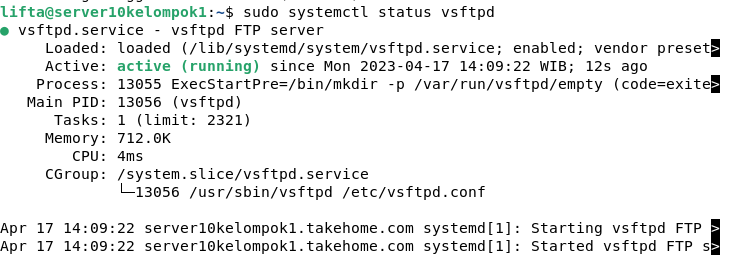 lifta@server10kelompok1:~$ sudo systemctl status vsftpd
● vsftpd.service - vsftpd FTP server
     Loaded: loaded (/lib/systemd/system/vsftpd.service; enabled; vendor preset>
     Active: active (running) since Mon 2023-04-17 14:09:22 WIB; 12s ago
    Process: 13055 ExecStartPre=/bin/mkdir -p /var/run/vsftpd/empty (code=exite>
   Main PID: 13056 (vsftpd)
      Tasks: 1 (limit: 2321)
     Memory: 712.0K
        CPU: 4ms
     CGroup: /system.slice/vsftpd.service
             └─13056 /usr/sbin/vsftpd /etc/vsftpd.conf
Apr 17 14:09:22 server10kelompok1.takehome.com systemd[1]: Starting vsftpd FTP >
Apr 17 14:09:22 server10kelompok1.takehome.com systemd[1]: Started vsftpd FTP s>